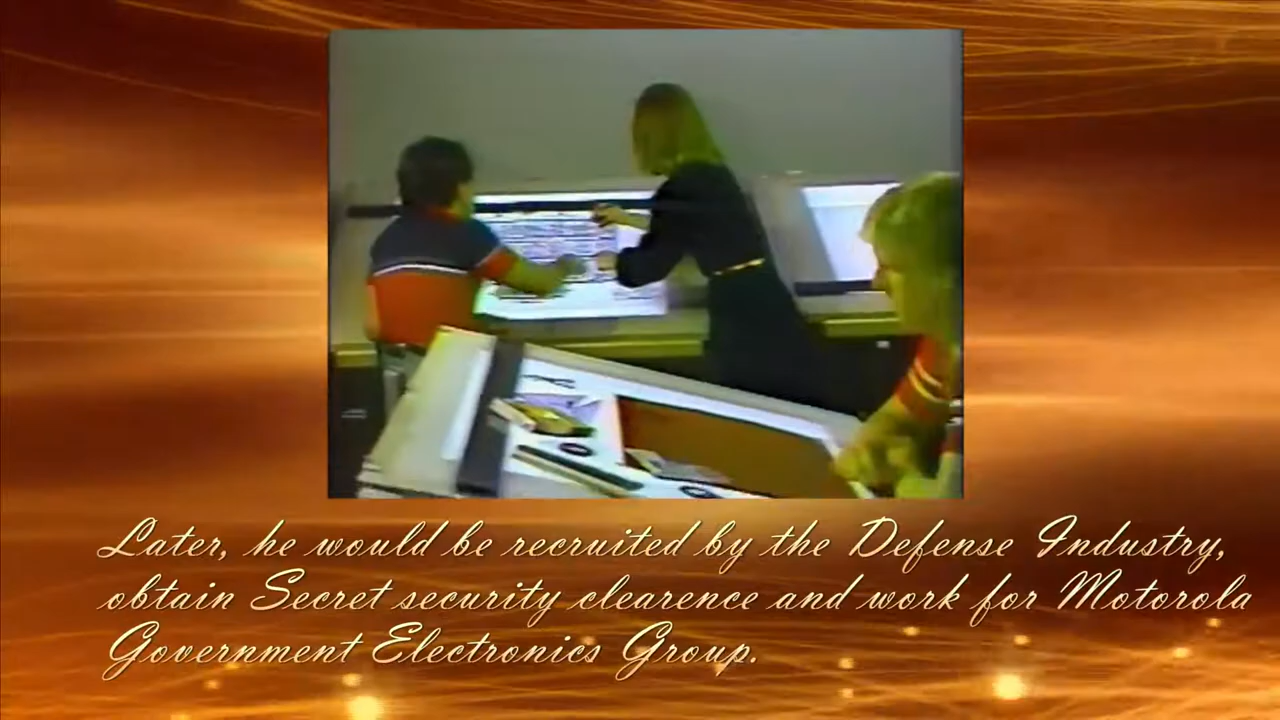 Later, he would be recruited by the Defense Industry,
obtain Secret security clearence and work for Motorola
Government Electronics Group.